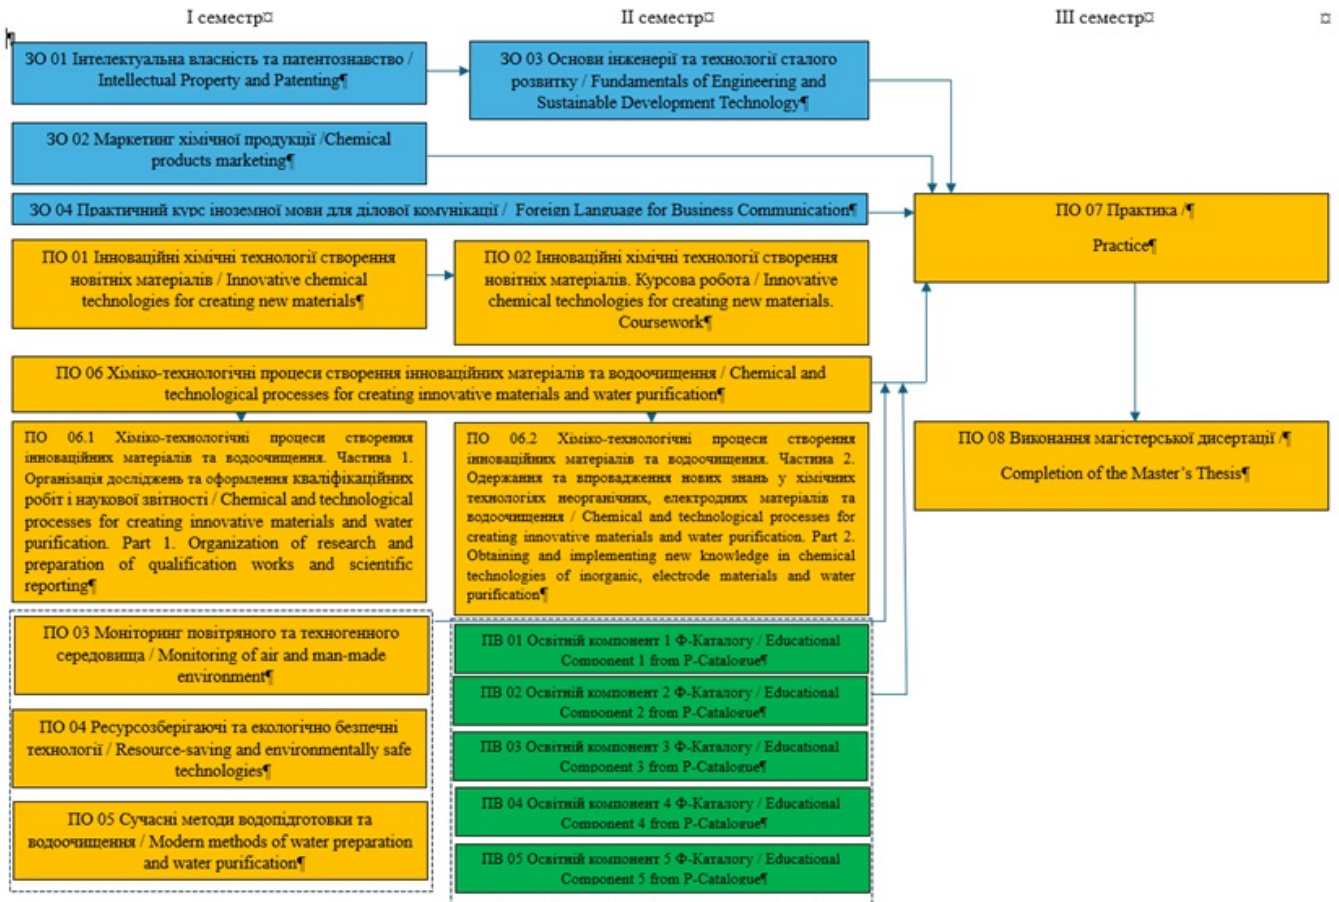 I семестр¤
II семестр¤
III семестр¤
¤
¶
ЗО 01 Інтелектуальна власність та патентознавство /
Intellectual Property and Patenting¶
ЗО 03 Основи інженерії та технології сталого
розвитку / Fundamentals of Engineering and
Sustainable Development Technology¶
ЗО 02 Маркетинг хімічної продукції /Chemical
products marketing¶
ЗО 04 Практичний курс іноземної мови для ділової комунікації / Foreign Language for Business Communication¶
ПО 07 Практика /¶
Practice¶
ПО 01 Інноваційні хімічні технології створення
новітніх матеріалів / Innovative chemical
technologies for creating new materials¶
ПО 02 Інноваційні хімічні технології створення
новітніх матеріалів. Курсова робота / Innovative
chemical technologies for creating new materials.
Coursework¶
ПО 06 Хіміко-технологічні процеси створення інноваційних матеріалів та водоочищення / Chemical and
technological processes for creating innovative materials and water purification¶
ПО 06.1 Хіміко-технологічні процеси створення
інноваційних матеріалів та водоочищення. Частина 1.
Організація досліджень та оформлення кваліфікаційних
робіт і наукової звітності / Chemical and technological
processes for creating innovative materials and water
purification. Part 1. Organization of research and
preparation of qualification works and scientific
reporting¶
ПО 06.2 Хіміко-технологічні процеси створення
інноваційних матеріалів та водоочищення. Частина 2.
Одержання та впровадження нових знань у хімічних
технологіях неорганічних, електродних матеріалів та
водоочищення / Chemical and technological processes for
creating innovative materials and water purification. Part 2.
Obtaining and implementing new knowledge in chemical
technologies of inorganic, electrode materials and water
purification¶
ПО 08 Виконання магістерської дисертації /¶
Completion of the Master’s Thesis¶
ПО 03 Моніторинг повітряного та техногенного
середовища / Monitoring of air and man-made
environment¶
ПО 04 Ресурсозберігаючі та екологічно безпечні
технології / Resource-saving and environmentally safe
technologies¶
ПО 05 Сучасні методи водопідготовки та
водоочищення / Modern methods of water preparation
and water purification¶
ПВ 01 Освітній компонент 1 Ф-Каталогу / Educational
Component 1 from P-Catalogue¶
ПВ 02 Освітній компонент 2 Ф-Каталогу / Educational
Component 2 from P-Catalogue¶
ПВ 03 Освітній компонент 3 Ф-Каталогу / Educational
Component 3 from P-Catalogue¶
ПВ 04 Освітній компонент 4 Ф-Каталогу / Educational
Component 4 from P-Catalogue¶
ПВ 05 Освітній компонент 5 Ф-Каталогу / Educational
Component 5 from P-Catalogue¶